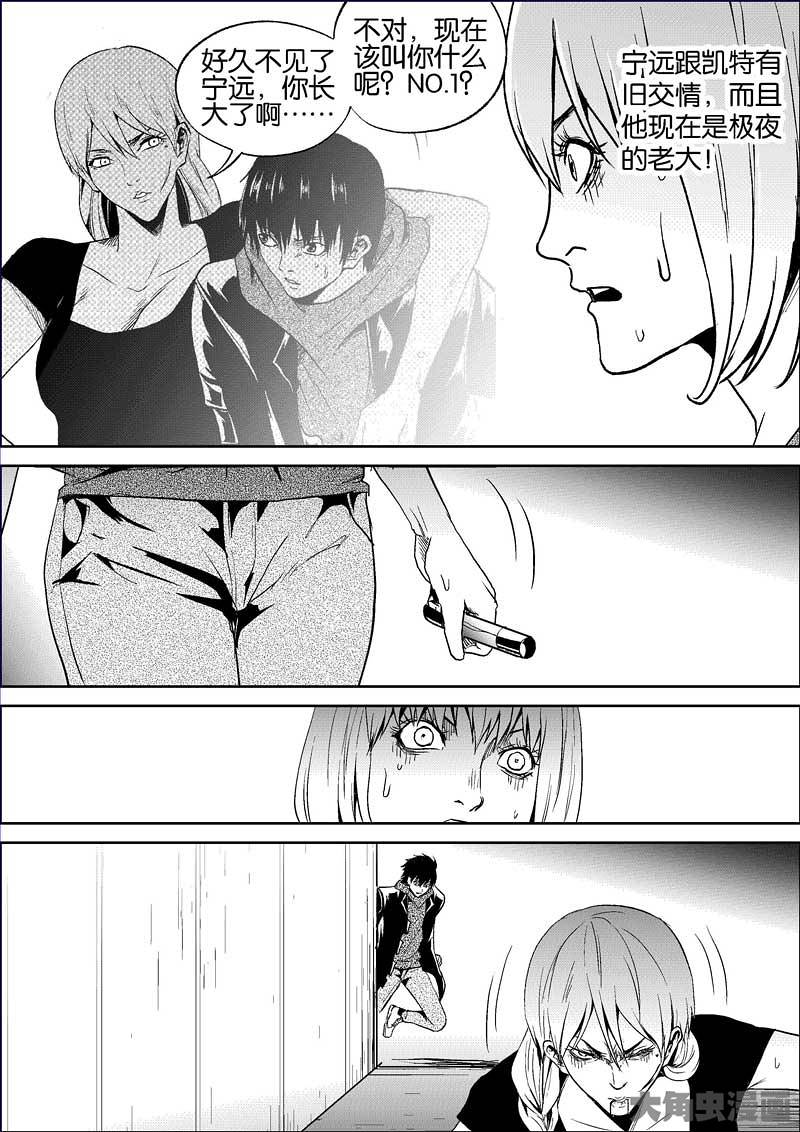 好久不见了
宁远，你长
大了啊……
不对，现在
该叫你什么
呢？NO.1？
宁远跟凯特有
旧交情，而且
他现在是极夜
的老大！
大角虫漫画